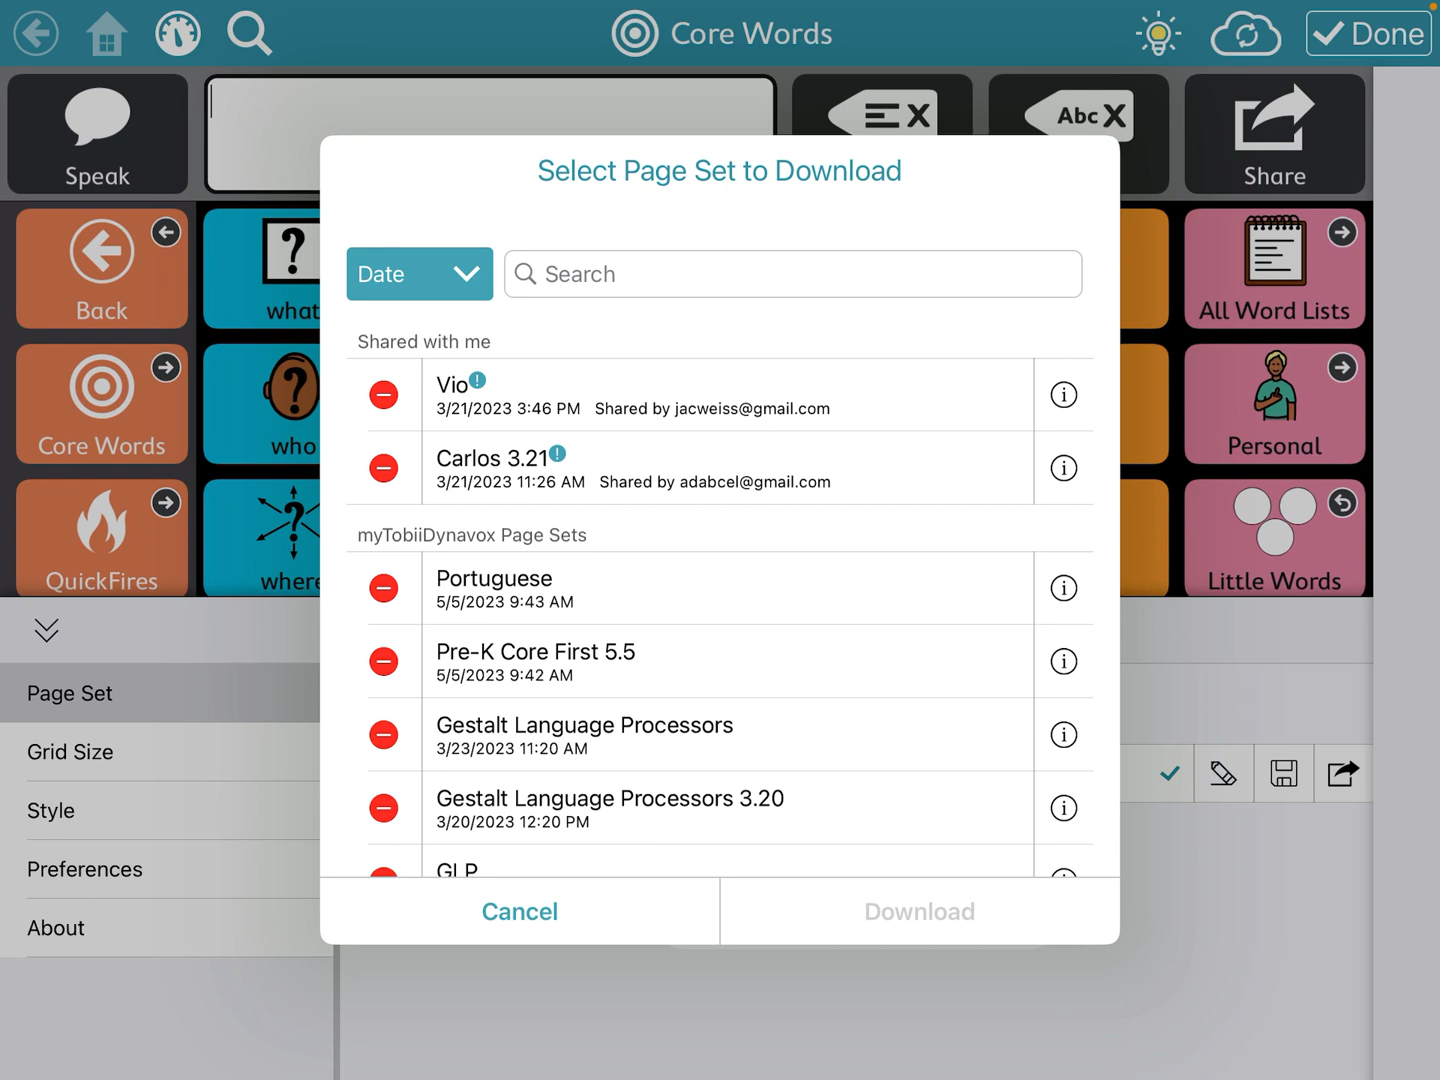 Core Words
Done
Speak
Abc X
Share
Select Page Set to Download
Date
Search
Back
what
All Word Lists
Shared with me
Vio
3/21/2023 3:46 PM Shared by jacweiss@gmail.com
Core Words
who
Personal
Carlos 3.21
3/21/2023 11:26 AM Shared by adabcel@gmail.com
myTobiiDynavox Page Sets
QuickFires
where
Little Words
Portuguese
5/5/2023 9:43 AM
Pre-K Core First 5.5
5/5/2023 9:42 AM
Page Set
Gestalt Language Processors
3/23/2023 11:20 AM
Grid Size
Gestalt Language Processors 3.20
3/20/2023 12:20 PM
Style
Preferences
GLP
About
Cancel
Download